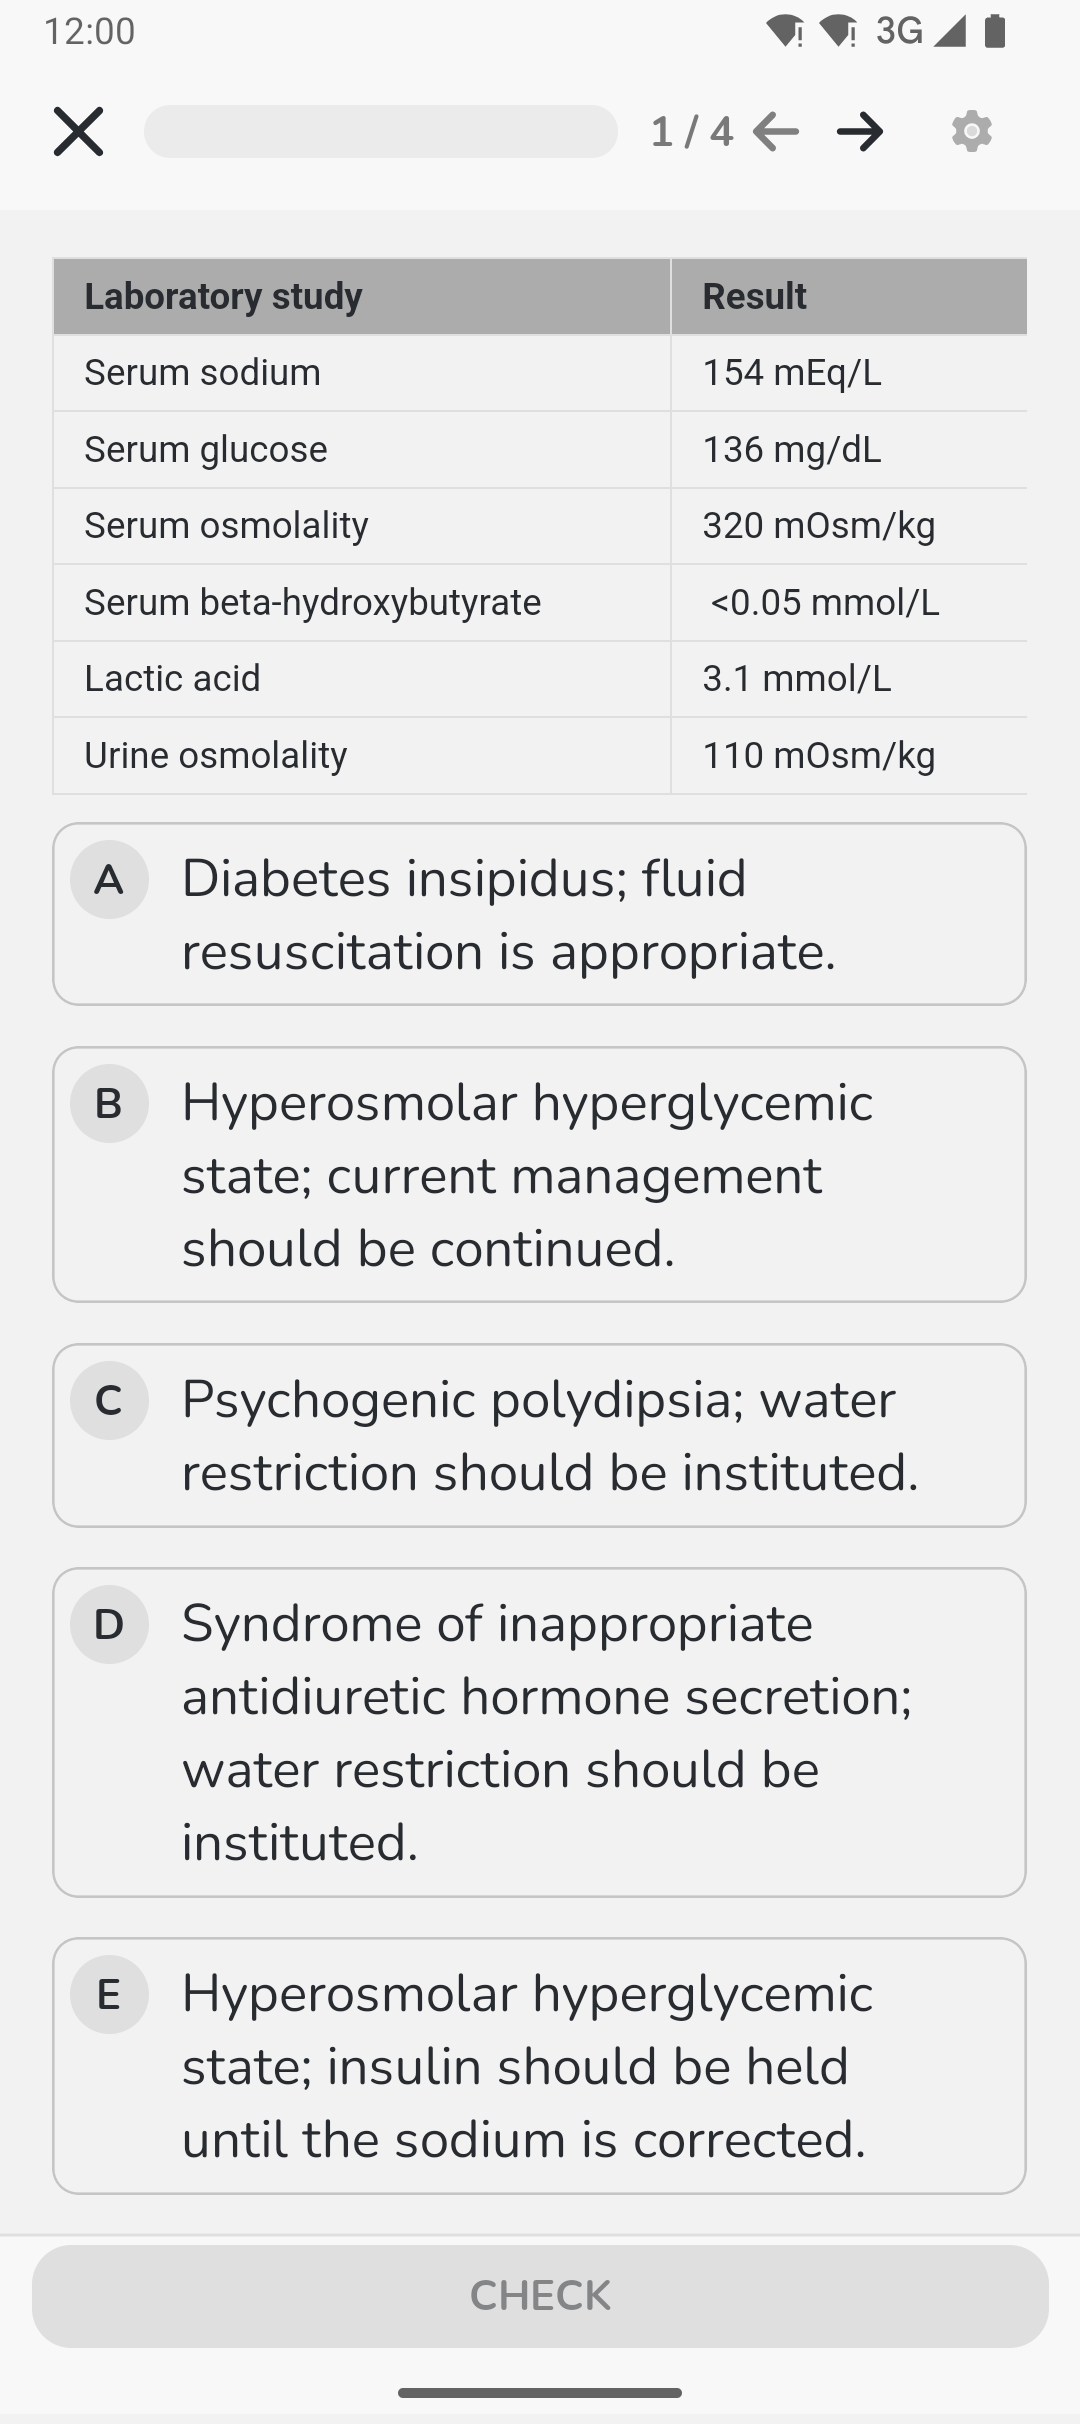 12:00
3G
1 / 4
Laboratory study Result
Serum sodium 154 mEq/L
Serum glucose 136 mg/dL
Serum osmolality 320 mOsm/kg
Serum beta-hydroxybutyrate <0.05 mmol/L
Lactic acid 3.1 mmol/L
Urine osmolality 110 mOsm/kg
A Diabetes insipidus; fluid
resuscitation is appropriate.
B Hyperosmolar hyperglycemic
state; current management
should be continued.
C Psychogenic polydipsia; water
restriction should be instituted.
D Syndrome of inappropriate
antidiuretic hormone secretion;
water restriction should be
instituted.
E Hyperosmolar hyperglycemic
state; insulin should be held
until the sodium is corrected.
CHECK